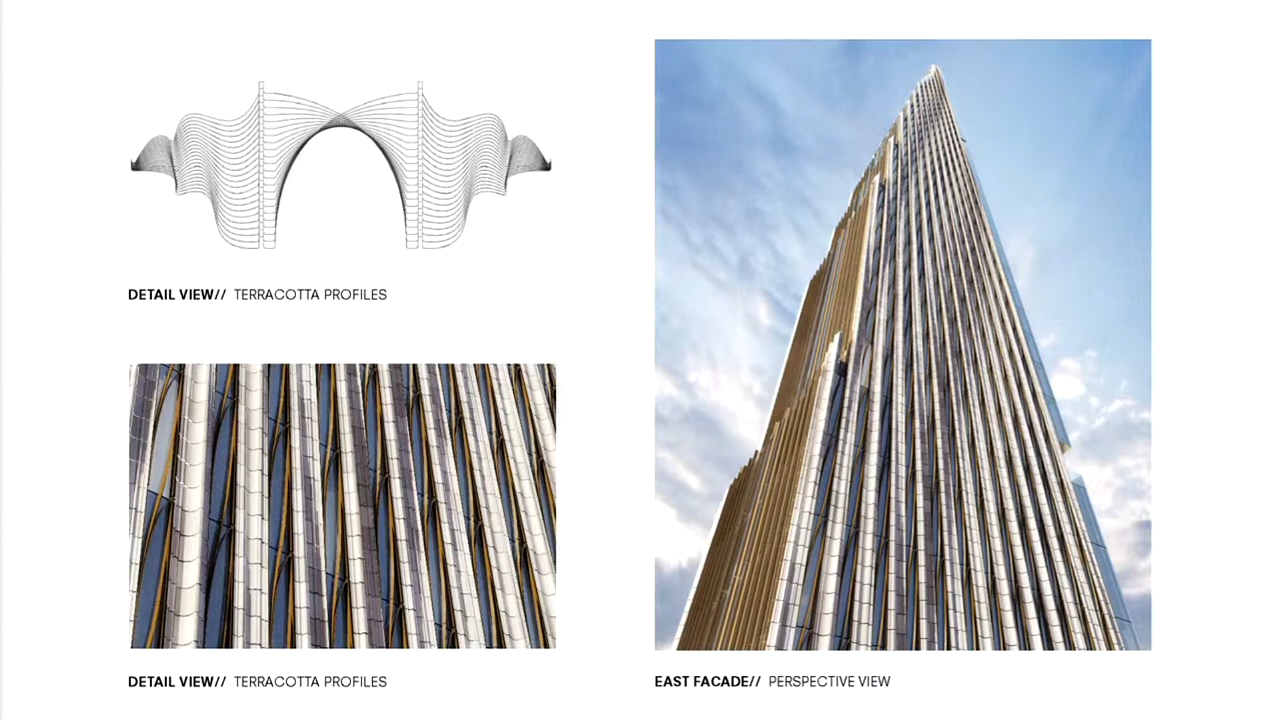 DETAIL VIEW// TERRACOTTA PROFILES
DETAIL VIEW// TERRACOTTA PROFILES
EAST FACADE// PERSPECTIVE VIEW